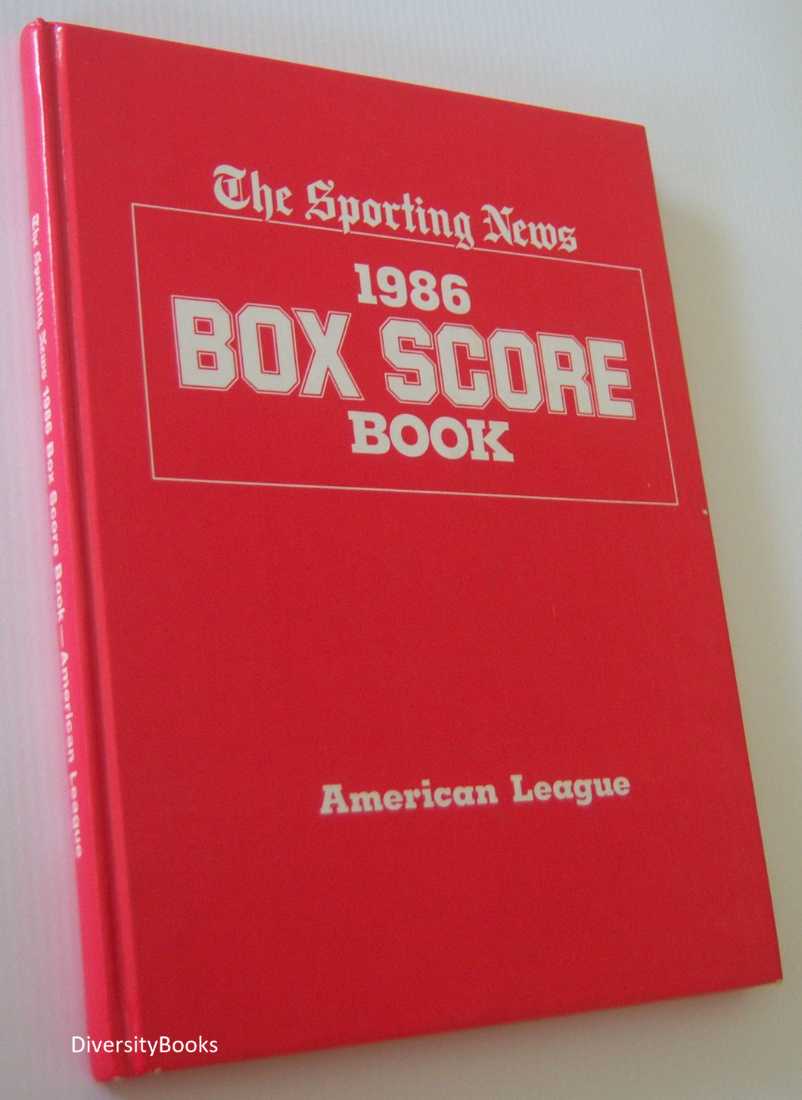 The Sporting News
1986
BOX SCORE
BOOK
American League
The Sporting News 1986 Box Score Book—American League
DiversityBooks